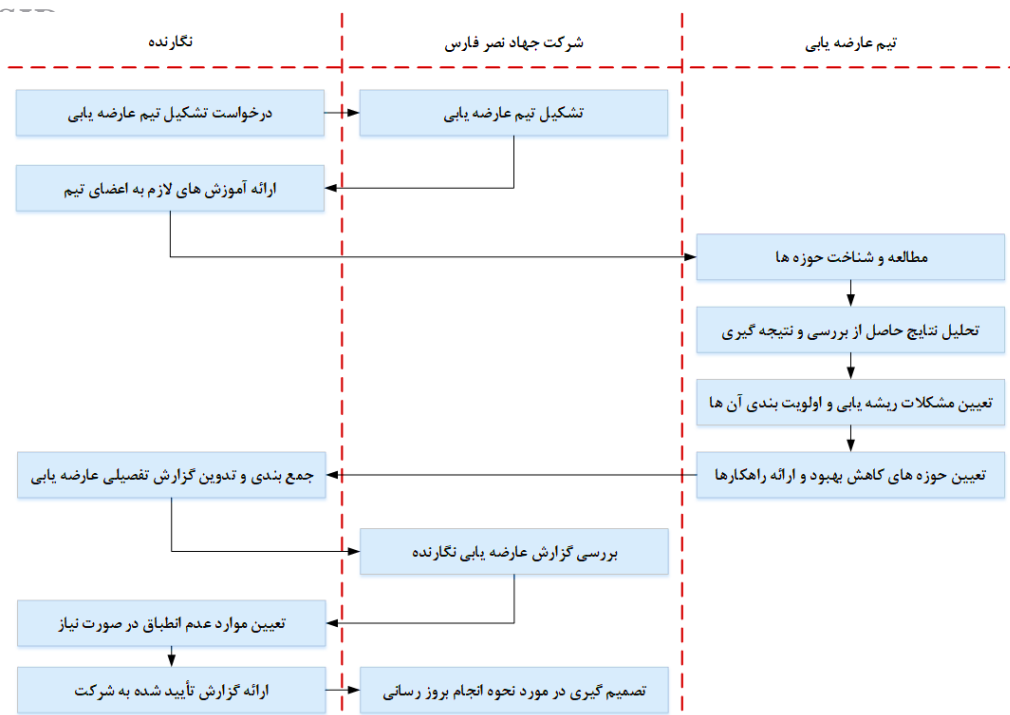 تیم عارضه یابی
شرکت جهاد نصر فارس
نگارنده
درخواست تشکیل تیم عارضه یابی
تشکیل تیم عارضه یابی
ارائه آموزش های لازم به اعضای تیم
مطالعه و شناخت حوزه ها
تحلیل نتایج حاصل از بررسی و نتیجه گیری
تعیین مشکلات ریشه یابی و اولویت بندی آن ها
تعیین حوزه های کاهش بهبود و ارائه راهکارها
جمع بندی و تدوین گزارش تفصیلی عارضه یابی
بررسی گزارش عارضه یابی نگارنده
تعیین موارد عدم انطباق در صورت نیاز
ارائه گزارش تأیید شده به شرکت
تصمیم گیری در مورد نحوه انجام بروز رسانی